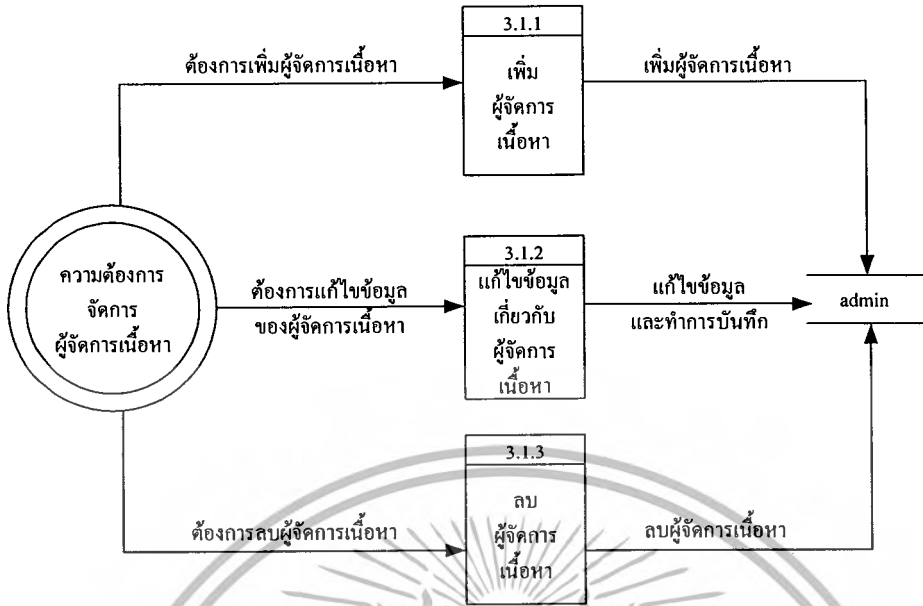 3.1.1
ต้องการเพิ่มผู้จัดการเนื้อหา
เพิ่ม
ผู้จัดการ
เนื้อหา
เพิ่มผู้จัดการเนื้อหา
ความต้องการ
จัดการ
ผู้จัดการเนื้อหา
ต้องการแก้ไขข้อมูล
ของผู้จัดการเนื้อหา
3.1.2
แก้ไขข้อมูล
เกี่ยวกับ
ผู้จัดการ
เนื้อหา
แก้ไขข้อมูล
และทำการบันทึก
admin
3.1.3
ต้องการลบผู้จัดการเนื้อหา
ลบ
ผู้จัดการ
เนื้อหา
ลบผู้จัดการเนื้อหา